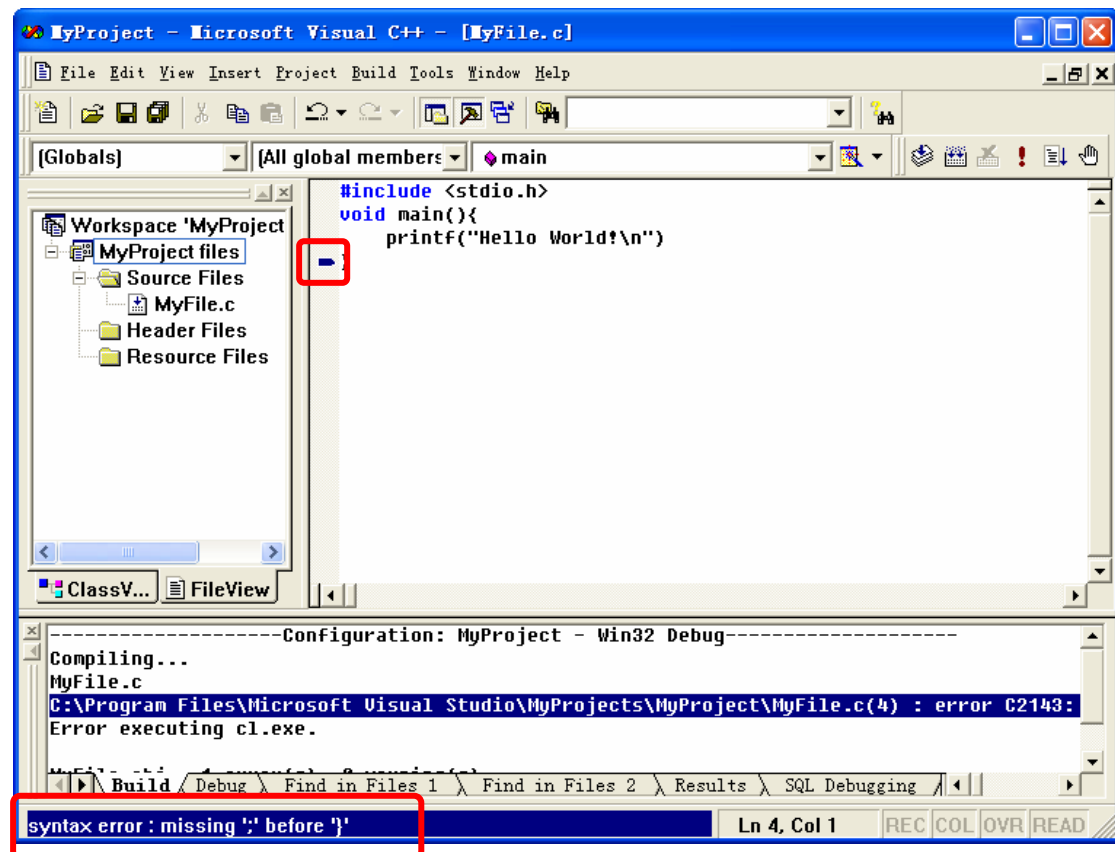 MyProject - Microsoft Visual C++ - [MyFile.c]
File Edit View Insert Project Build Tools Window Help
(Globals) (All global members main
#include <stdio.h>
void main(){
printf("Hello World!\n")
}
Workspace 'MyProject
MyProject files
Source Files
MyFile.c
Header Files
Resource Files
ClassV... FileView
--------------------Configuration: MyProject - Win32 Debug--------------------
Compiling...
MyFile.c
C:\Program Files\Microsoft Visual Studio\MyProjects\MyProject\MyFile.c(4) : error C2143:
Error executing cl.exe.
Build Debug Find in Files 1 Find in Files 2 Results SQL Debugging
syntax error : missing ';' before '}'
Ln 4, Col 1 REC COL OVR READ